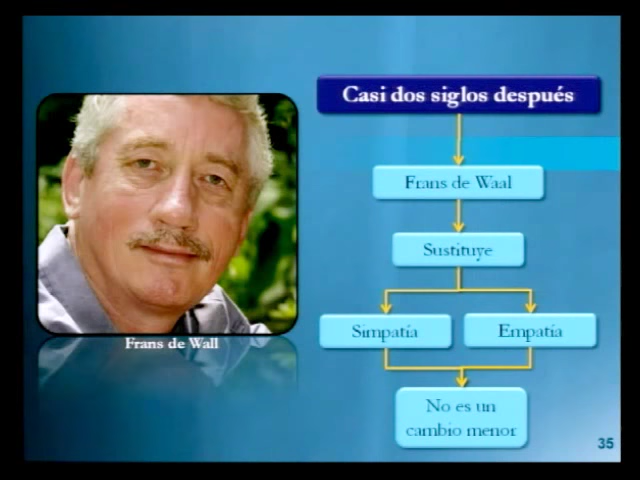 Casi dos siglos después
Frans de Waal
Sustituye
Simpatía
Empatía
No es un
cambio menor
Frans de Wall
35